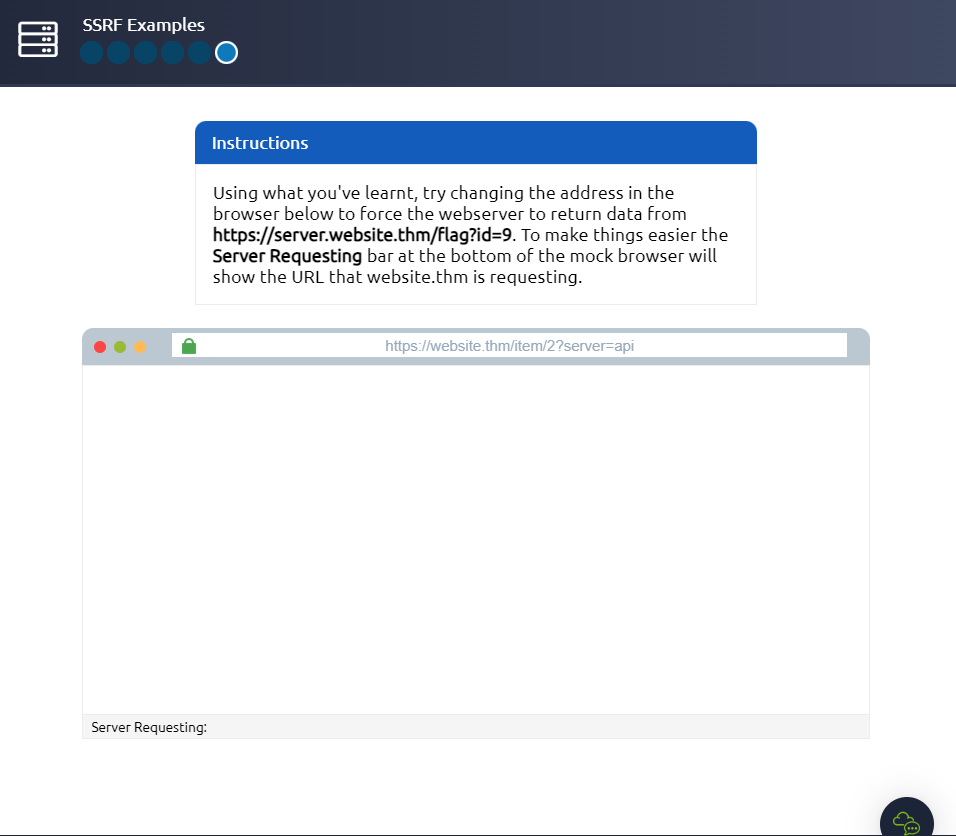 SSRF Examples
Instructions
Using what you've learnt, try changing the address in the
browser below to force the webserver to return data from
https://server.website.thm/flag?id=9. To make things easier the
Server Requesting bar at the bottom of the mock browser will
show the URL that website.thm is requesting.
https://website.thm/item/2?server=api
Server Requesting: